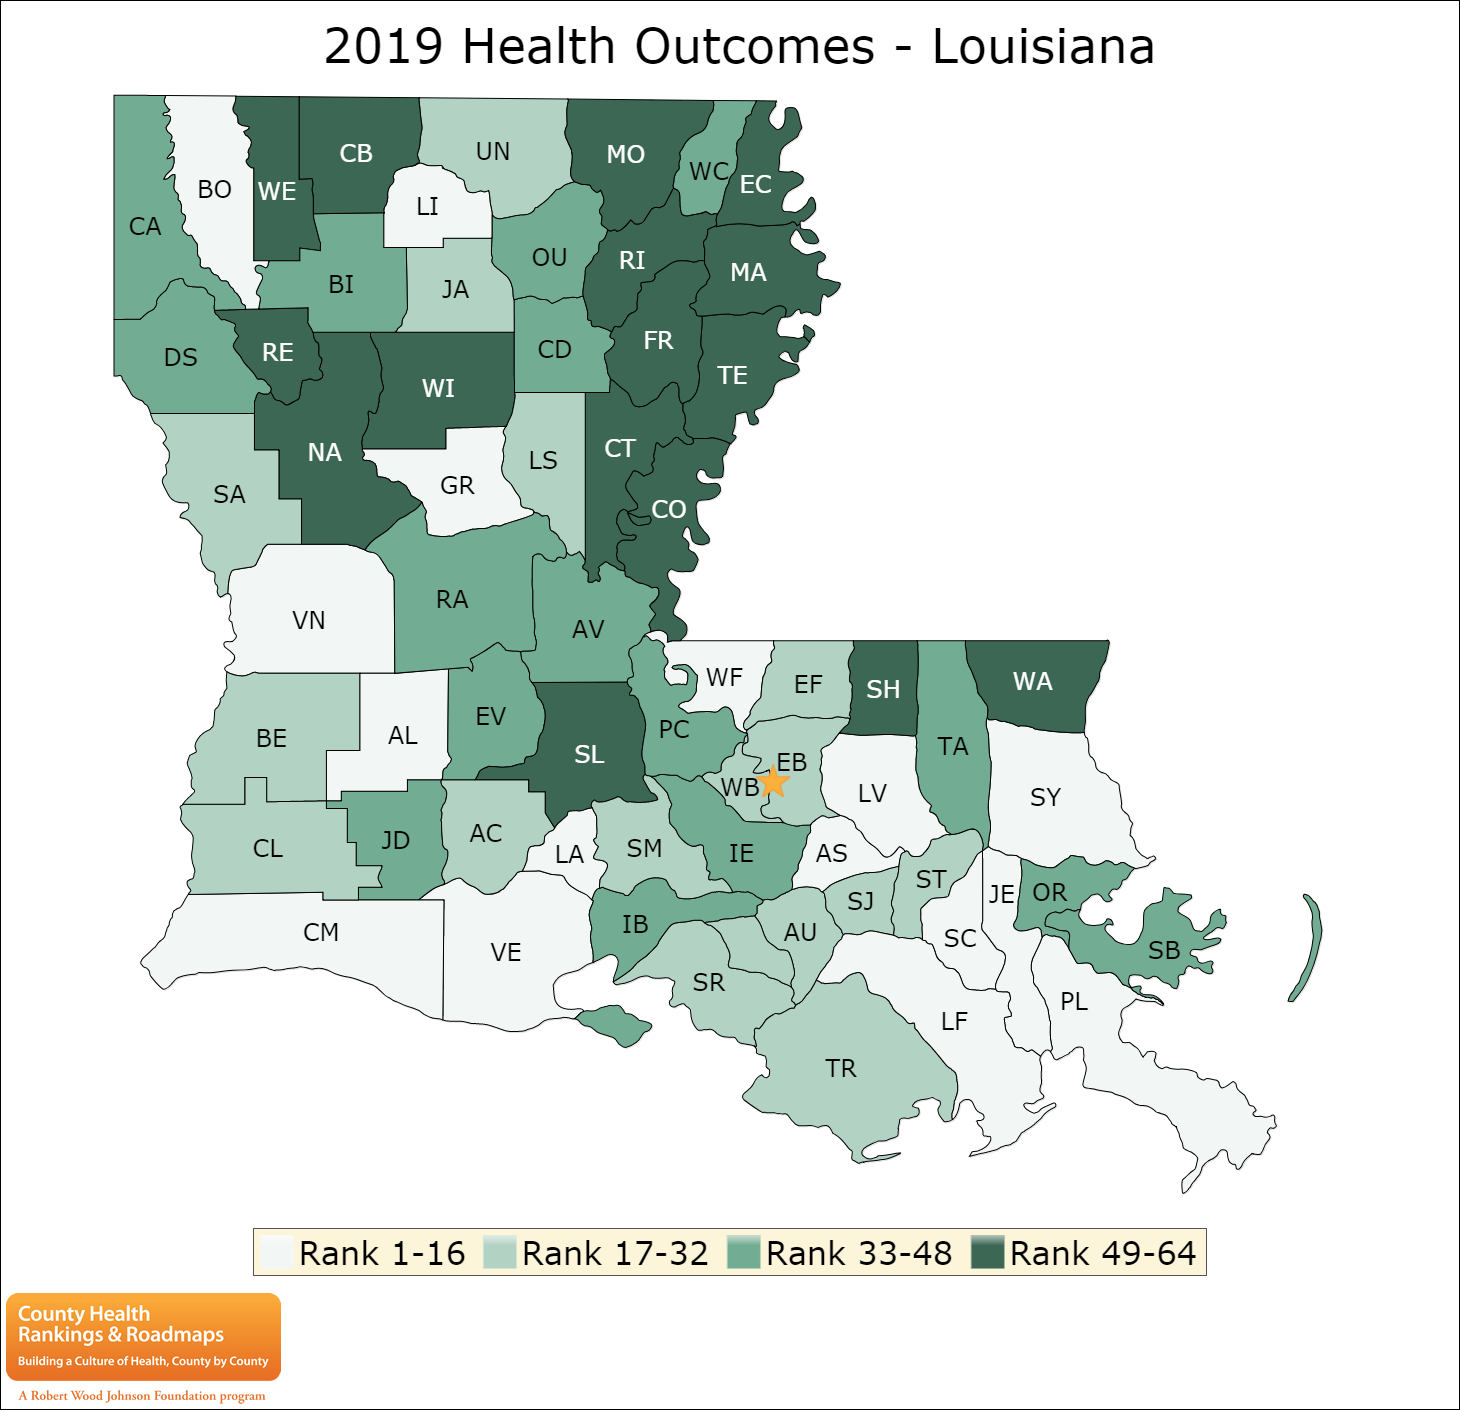 2019 Health Outcomes - Louisiana
CB
UN
MO
WC
EC
BO
WE
LI
CA
OU
RI
MA
BI
JA
DS
RE
CD
FR
TE
WI
NA
CT
LS
GR
SA
CO
RA
VN
AV
WF
EF
SH
WA
EV
PC
BE
AL
TA
SL
EB
WB
LV
SY
AC
JD
CL
LA
SM
IE
AS
ST
JE
OR
SJ
IB
AU
CM
VE
SC
SB
SR
PL
LF
TR
Rank 1-16 Rank 17-32 Rank 33-48 Rank 49-64
County Health
Rankings & Roadmaps
Building a Culture of Health, County by County
A Robert Wood Johnson Foundation program